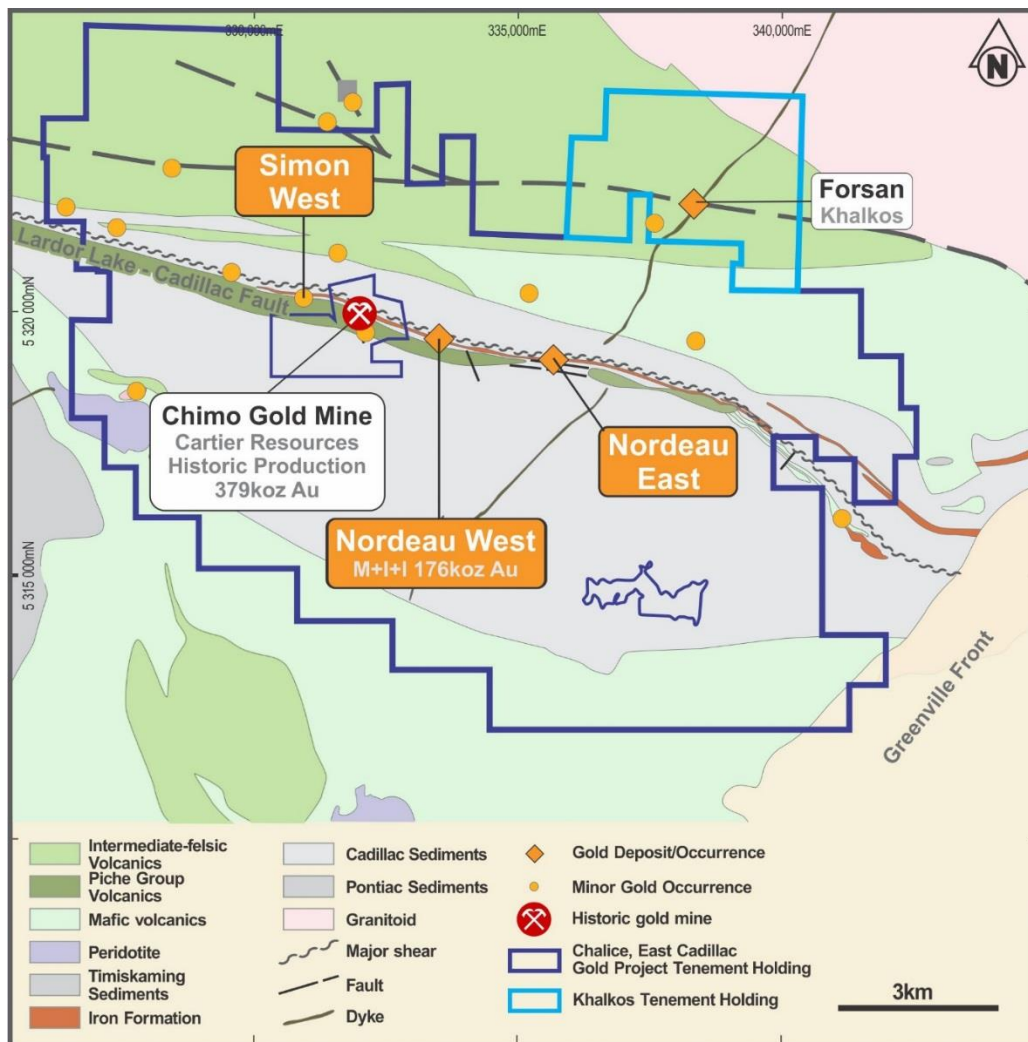 330,000mE
335,000mE
340,000mE
N
Simon
West
Forsan
Khalkos
Lardor Lake - Cadillac Fault
5 320 000mN
Chimo Gold Mine
Cartier Resources
Historic Production
379koz Au
Nordeau
East
Nordeau West
M+I+I 176koz Au
5 315 000mN
Greenville Front
Intermediate-felsic
Volcanics
Piche Group
Volcanics
Mafic volcanics
Peridotite
Timiskaming
Sediments
Iron Formation
Cadillac Sediments
Pontiac Sediments
Granitoid
Major shear
Fault
Dyke
Gold Deposit/Occurrence
Minor Gold Occurrence
Historic gold mine
Chalice, East Cadillac
Gold Project Tenement Holding
Khalkos Tenement Holding
3km